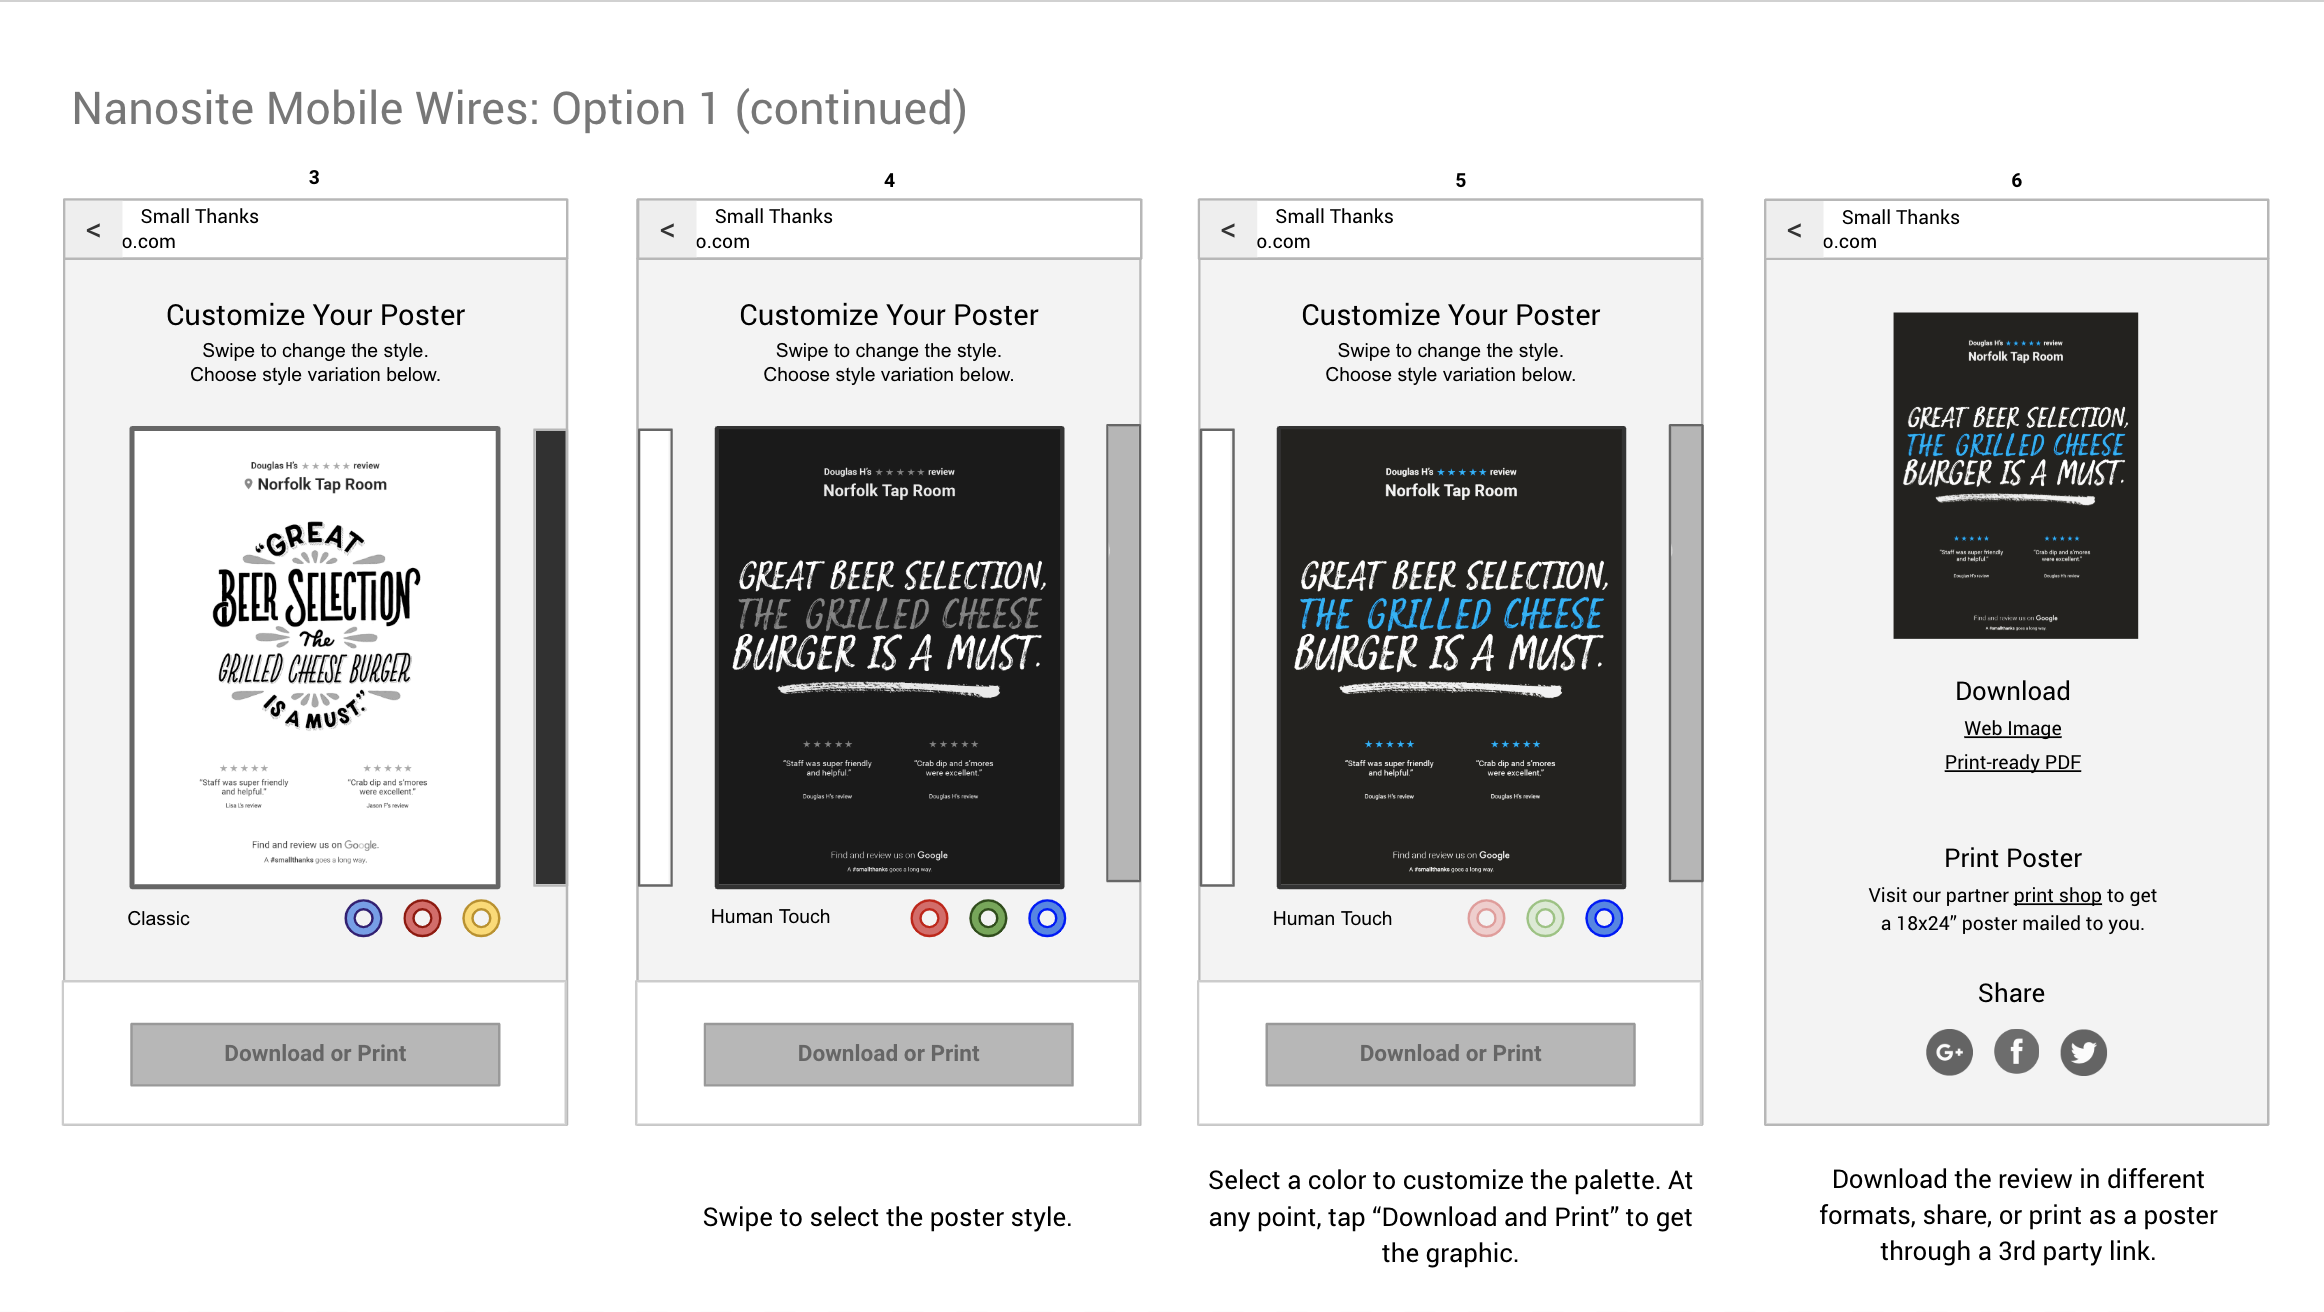 Nanosite Mobile Wires: Option 1 (continued)
3
<
Small Thanks
o.com
Customize Your Poster
Swipe to change the style.
Choose style variation below.
Douglas H's ★★★★★ review
Norfolk Tap Room
“GREAT
BEER SELECTION
The
GRILLED CHEESE BURGER
IS A MUST.”
★★★★★
"Staff was super friendly
and helpful."
Lisa L's review
★★★★★
"Crab dip and s'mores
were excellent."
Jason F's review
Find and review us on Google.
A #smallthanks goes a long way.
Classic
Download or Print
4
<
Small Thanks
o.com
Customize Your Poster
Swipe to change the style.
Choose style variation below.
Douglas H's ★★★★★ review
Norfolk Tap Room
GREAT BEER SELECTION,
THE GRILLED CHEESE
BURGER IS A MUST.
★★★★★
"Staff was super friendly
and helpful."
Douglas H's review
★★★★★
"Crab dip and s'mores
were excellent."
Douglas H's review
Find and review us on Google
A #smallthanks goes a long way.
Human Touch
Download or Print
Swipe to select the poster style.
5
<
Small Thanks
o.com
Customize Your Poster
Swipe to change the style.
Choose style variation below.
Douglas H's ★★★★★ review
Norfolk Tap Room
GREAT BEER SELECTION,
THE GRILLED CHEESE
BURGER IS A MUST.
★★★★★
"Staff was super friendly
and helpful."
Douglas H's review
★★★★★
"Crab dip and s'mores
were excellent."
Douglas H's review
Find and review us on Google
A #smallthanks goes a long way.
Human Touch
Download or Print
Select a color to customize the palette. At
any point, tap “Download and Print” to get
the graphic.
6
<
Small Thanks
o.com
Douglas H's ★★★★★ review
Norfolk Tap Room
GREAT BEER SELECTION,
THE GRILLED CHEESE
BURGER IS A MUST.
★★★★★
"Staff was super friendly
and helpful."
Douglas H's review
★★★★★
"Crab dip and s'mores
were excellent."
Douglas H's review
Find and review us on Google
A #smallthanks goes a long way.
Download
Web Image
Print-ready PDF
Print Poster
Visit our partner print shop to get
a 18x24” poster mailed to you.
Share
G+ f
Download the review in different
formats, share, or print as a poster
through a 3rd party link.